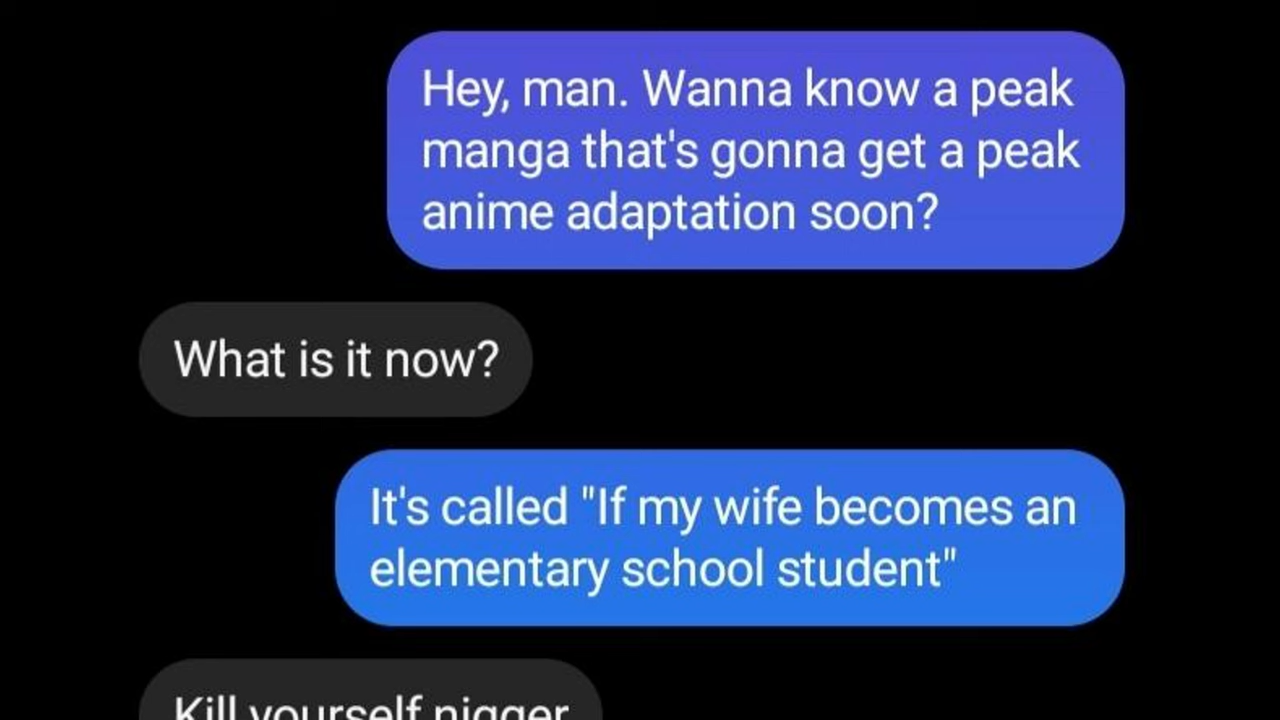 Hey, man. Wanna know a peak
manga that's gonna get a peak
anime adaptation soon?
What is it now?
It's called "If my wife becomes an
elementary school student"
Kill yourself nigger